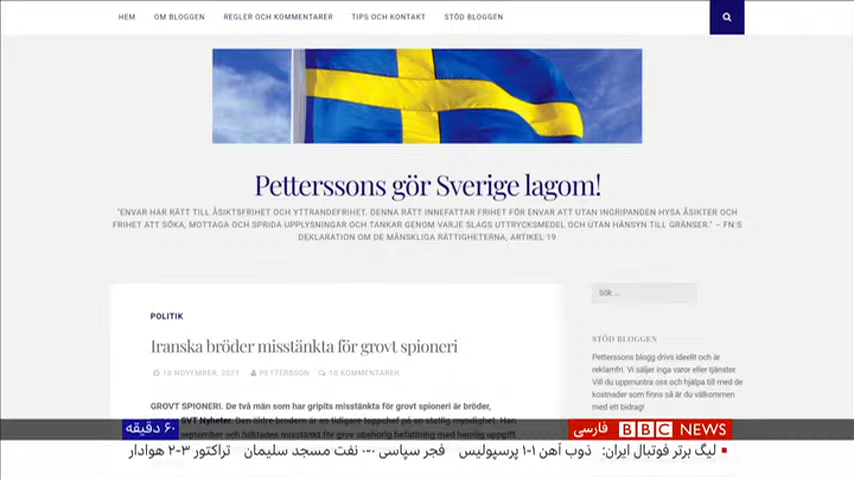 HEM
OM BLOGGEN
REGLER OCH KOMMENTARER
TIPS OCH KONTAKT
STÖD BLOGGEN
Petterssons gör Sverige lagom!
"ENVAR HAR RÄTT TILL ÅSIKTSFRIHET OCH YTTRANDEFRIHET. DENNA RÄTT INNEFATTAR FRIHET FÖR ENVAR ATT UTAN INGRIPANDEN HYSA ÅSIKTER OCH
FRIHET ATT SÖKA, MOTTAGA OCH SPRIDA UPPLYSNINGAR OCH TANKAR GENOM VARJE SLAGS UTTRYCKSMEDEL OCH UTAN HÄNSYN TILL GRÄNSER." – FN:S
DEKLARATION OM DE MÄNSKLIGA RÄTTIGHETERNA, ARTIKEL 19
POLITIK
Iranska bröder misstänkta för grovt spioneri
18 NOVEMBER, 2021 PETTERSSON 10 KOMMENTARER
GROVT SPIONERI. De två män som har gripits misstänkta för grovt spioneri är bröder,
SVT Nyheter. Den äldre brodern är en tidigare toppchef på en statlig myndighet. Han
september och häktades misstänkt för grov obehörig befattning med hemlig uppgift
Sök ...
STÖD BLOGGEN
Petterssons blogg drivs ideellt och är
reklamfri. Vi säljer inga varor eller tjänster.
Vill du uppmuntra oss och hjälpa till med de
kostnader som finns så är du välkommen
med ett bidrag!
۶۰ دقیقه
BBC NEWS فارسی
لیگ برتر فوتبال ایران: ذوب آهن ۱-۱ پرسپولیس فجر سپاسی ۰-۰ نفت مسجد سلیمان تراکتور ۳-۲ هوادار